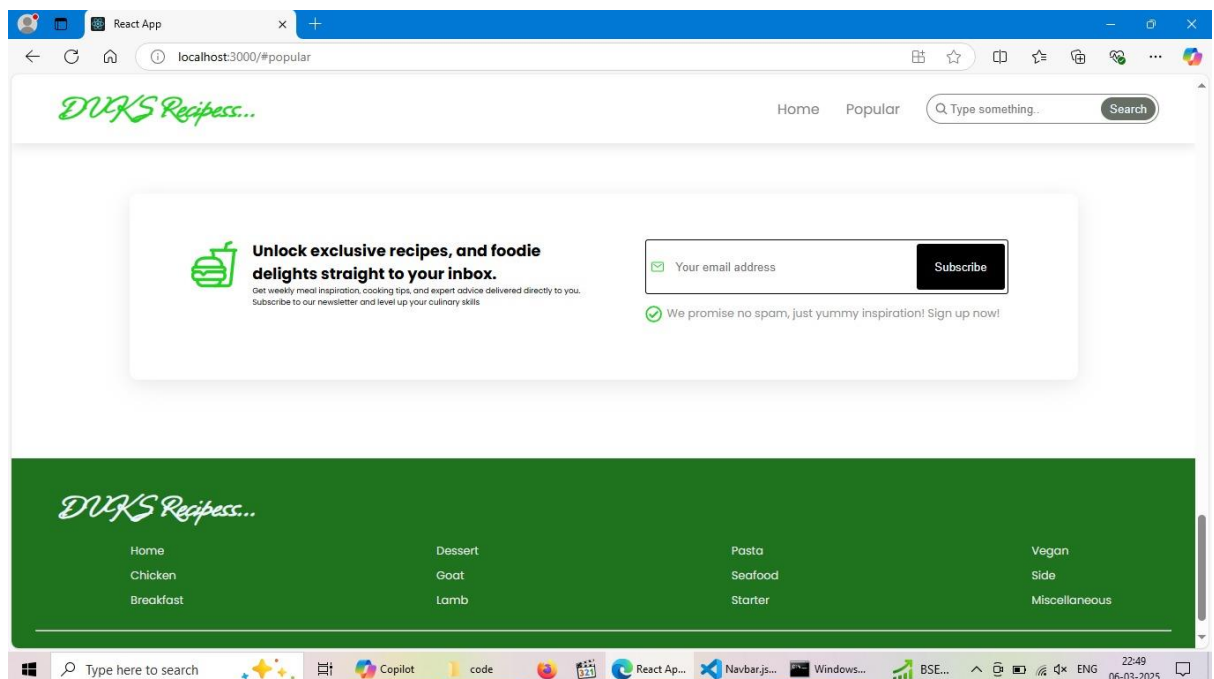 React App
localhost:3000/#popular
DUKS Recipess...
Home Popular Type something.. Search
Unlock exclusive recipes, and foodie
delights straight to your inbox.
Get weekly meal inspiration, cooking tips, and expert advice delivered directly to you.
Subscribe to our newsletter and level up your culinary skills
Your email address Subscribe
We promise no spam, just yummy inspiration! Sign up now!
DUKS Recipess...
Home Dessert Pasta Vegan
Chicken Goat Seafood Side
Breakfast Lamb Starter Miscellaneous
Type here to search Copilot code 321 React Ap... Navbar.js... Windows... BSE... ENG 22:49
06-03-2025